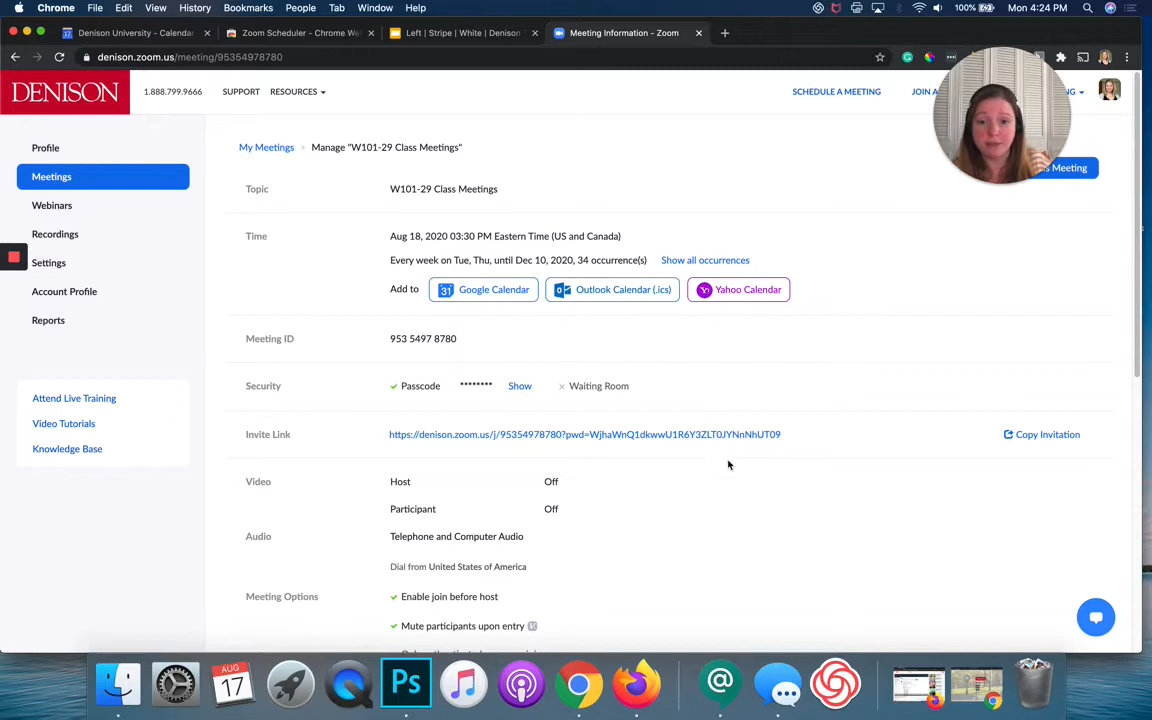 Chrome File Edit View History Bookmarks People Tab Window Help 100% Mon 4:24 PM
Denison University - Calenda × Zoom Scheduler - Chrome We × Left | Stripe | White | Denison × Meeting Information - Zoom ×
denison.zoom.us/meeting/95354978780
DENISON 1.888.799.9666 SUPPORT RESOURCES SCHEDULE A MEETING JOIN A
Profile
Meetings
Webinars
Recordings
Settings
Account Profile
Reports
Attend Live Training
Video Tutorials
Knowledge Base
My Meetings > Manage "W101-29 Class Meetings"
Meeting
Topic W101-29 Class Meetings
Time Aug 18, 2020 03:30 PM Eastern Time (US and Canada)
Every week on Tue, Thu, until Dec 10, 2020, 34 occurrence(s) Show all occurrences
Add to 31 Google Calendar Outlook Calendar (.ics) Yahoo Calendar
Meeting ID 953 5497 8780
Security Passcode ******** Show × Waiting Room
Invite Link https://denison.zoom.us/j/95354978780?pwd=WjhaWnQ1dkwwU1R6Y3ZLT0JYNnNhUT09 Copy Invitation
Video Host Off
Participant Off
Audio Telephone and Computer Audio
Dial from United States of America
Meeting Options Enable join before host
Mute participants upon entry
AUG
17
Ps
@